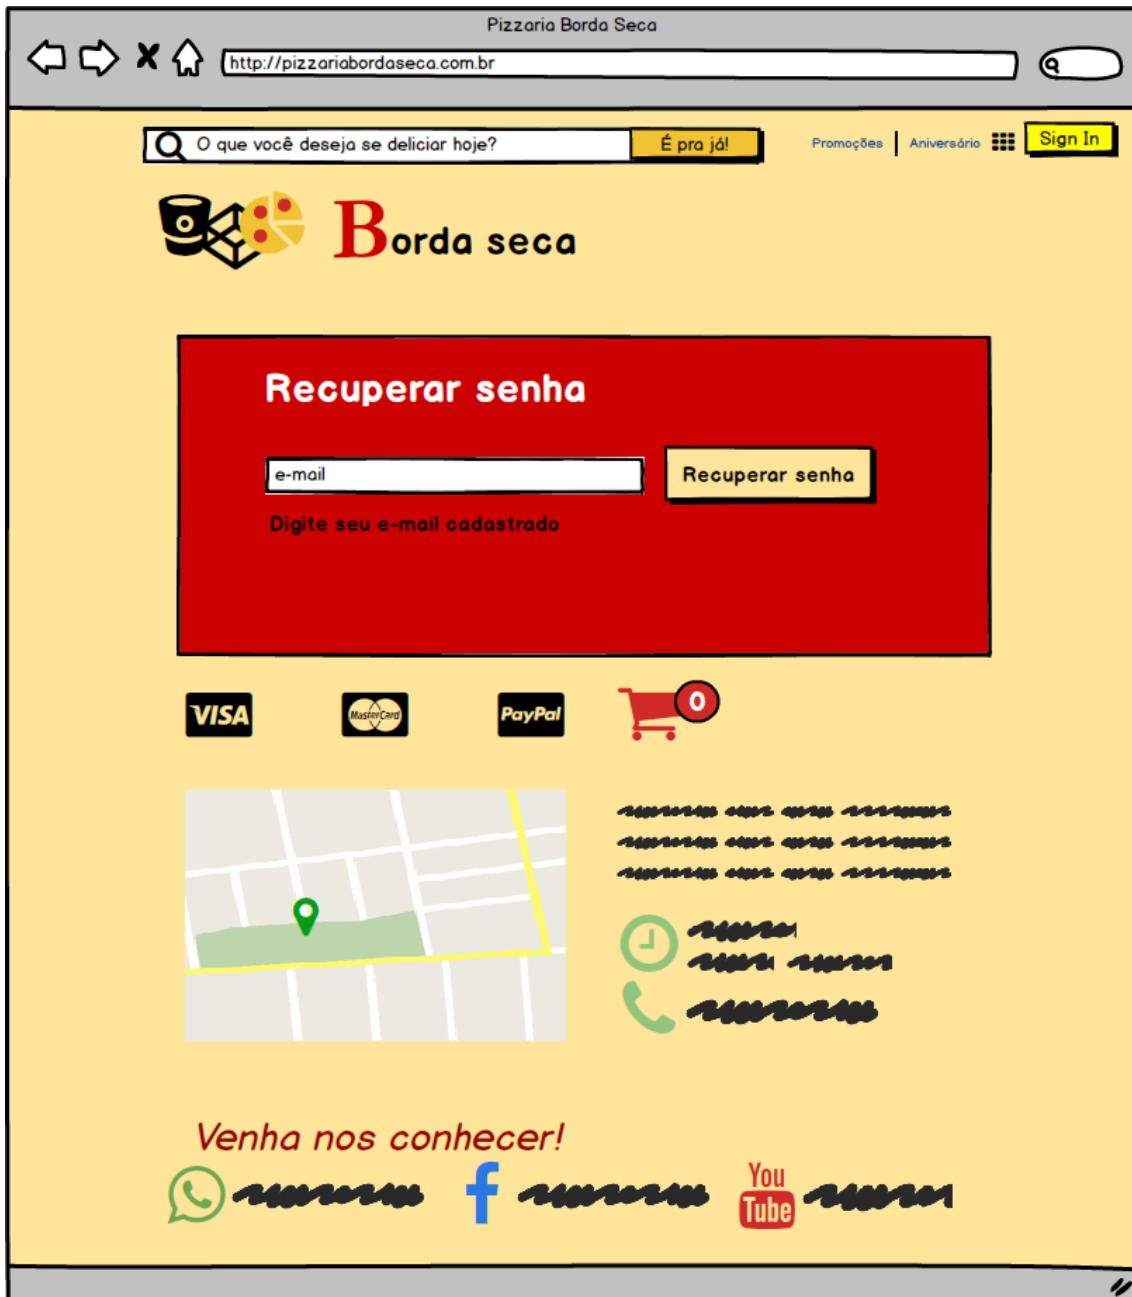 Pizzaria Borda Seca
http://pizzariabordaseca.com.br
O que você deseja se deliciar hoje? É pra já! Promoções Aniversário Sign In
Borda seca
Recuperar senha
e-mail Recuperar senha
Digite seu e-mail cadastrado
VISA MasterCard PayPal 0
Venha nos conhecer!
You
Tube